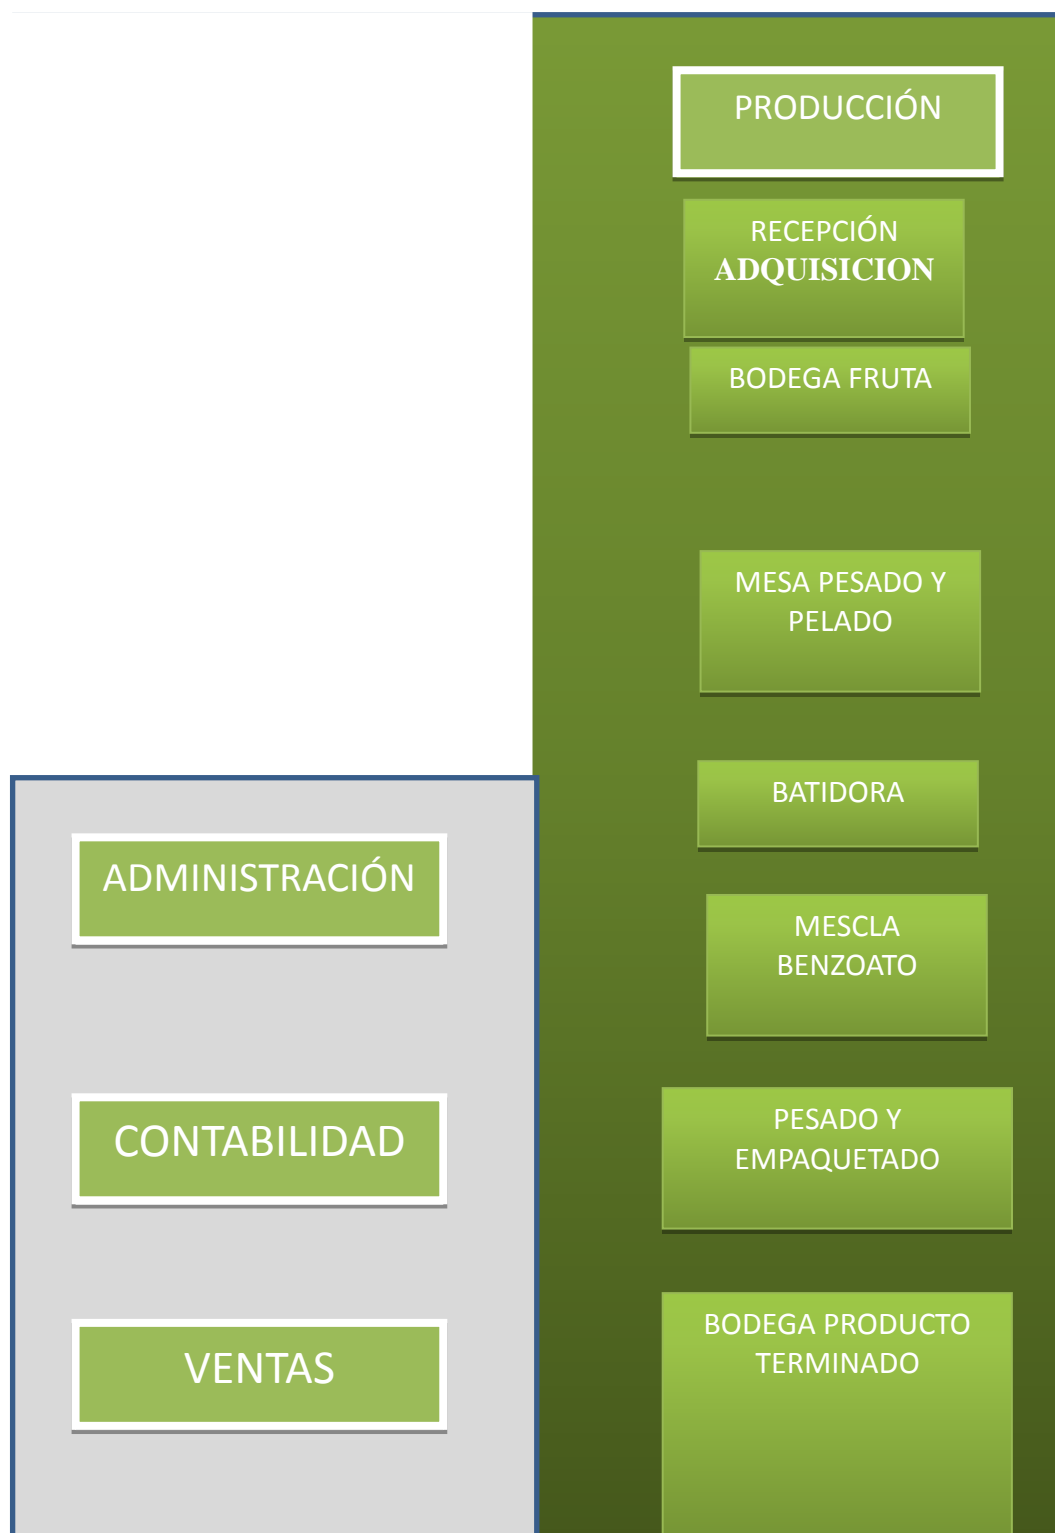 PRODUCCIÓN
RECEPCIÓN
ADQUISICION
BODEGA FRUTA
MESA PESADO Y
PELADO
BATIDORA
MESCLA
BENZOATO
PESADO Y
EMPAQUETADO
BODEGA PRODUCTO
TERMINADO
ADMINISTRACIÓN
CONTABILIDAD
VENTAS